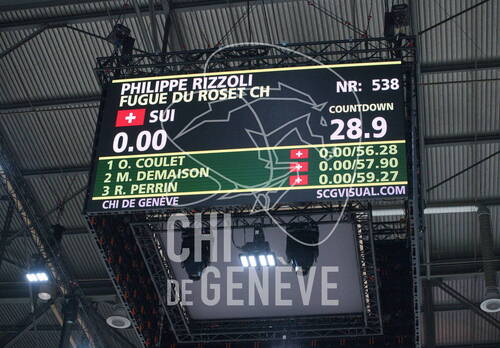 PHILIPPE RIZZOLI NR: 538
FUGUE DU ROSET CH
SUI COUNTDOWN
0.00 28.9
1 O. COULET 0.00/56.28
2 M. DEMAISON 0.00/57.90
3 R. PERRIN 0.00/59.27
CHI DE GENÈVE SCGVISUAL.COM
CHI
DE GENÈVE